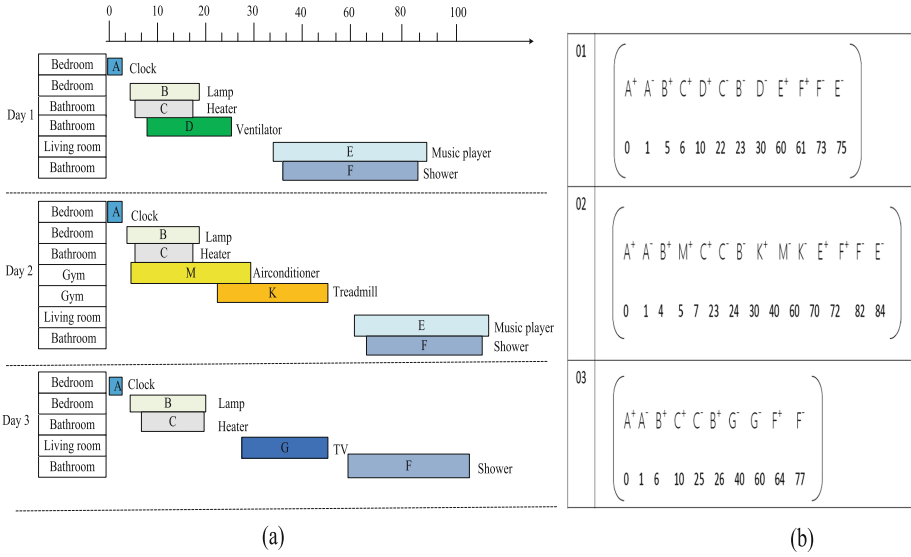 0 10 20 30 40 60 80 100
Day 1
Bedroom A Clock
Bedroom B Lamp
Bathroom C Heater
Bathroom D Ventilator
Living room E Music player
Bathroom F Shower
Day 2
Bedroom A Clock
Bedroom B Lamp
Bathroom C Heater
Gym M Airconditioner
Gym K Treadmill
Living room E Music player
Bathroom F Shower
Day 3
Bedroom A Clock
Bedroom B Lamp
Bathroom C Heater
Living room G TV
Bathroom F Shower
(a)
01
A⁺ A⁻ B⁺ C⁺ D⁺ C⁻ B⁻ D⁻ E⁺ F⁺ F⁻ E⁻
0 1 5 6 10 22 23 30 60 61 73 75
02
A⁺ A⁻ B⁺ M⁺ C⁺ C⁻ B⁻ K⁺ M⁻ K⁻ E⁺ F⁺ F⁻ E⁻
0 1 4 5 7 23 24 30 40 60 70 72 82 84
03
A⁺ A⁻ B⁺ C⁺ C⁻ B⁺ G⁻ G⁻ F⁺ F⁻
0 1 6 10 25 26 40 60 64 77
(b)